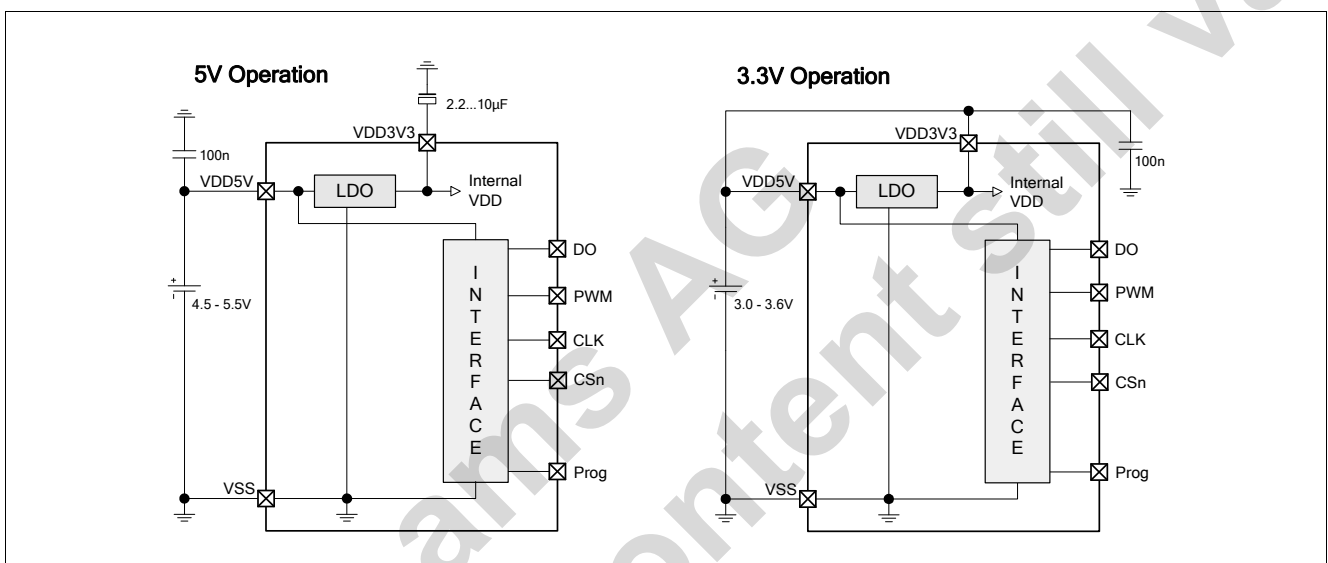 5V Operation
2.2...10µF
VDD3V3
100n
VDD5V
LDO
Internal
VDD
DO
INTERFACE
PWM
+
-
4.5 - 5.5V
CLK
CSn
Prog
VSS
3.3V Operation
VDD3V3
100n
VDD5V
LDO
Internal
VDD
DO
INTERFACE
PWM
+
-
3.0 - 3.6V
CLK
CSn
Prog
VSS
ams AG
ontent still v